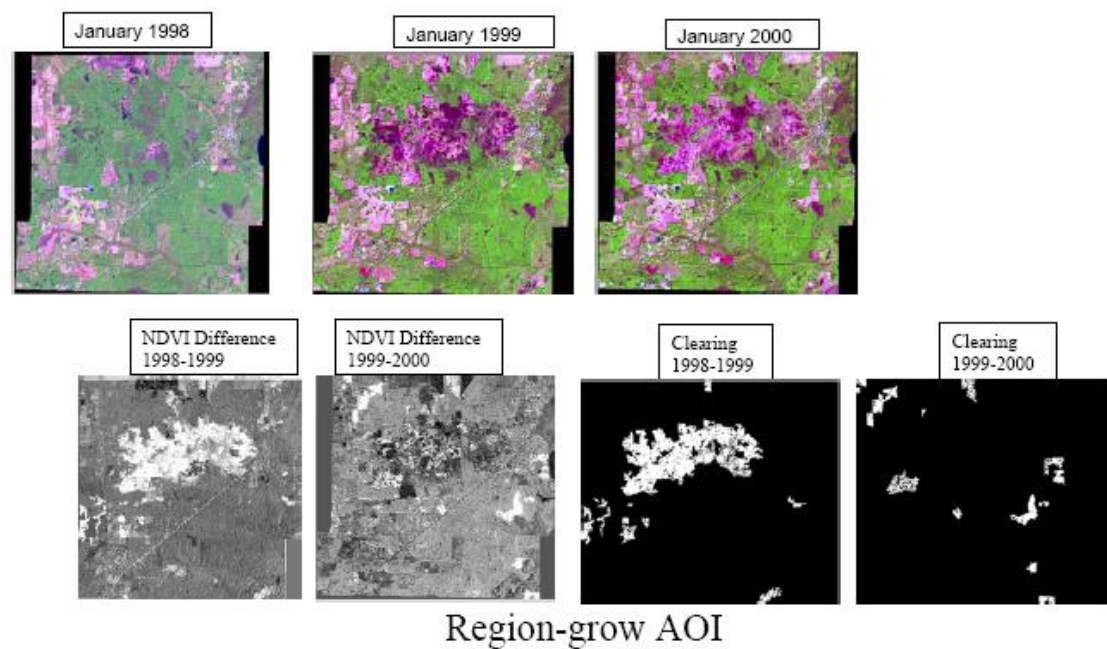 January 1998
January 1999
January 2000
NDVI Difference
1998-1999
NDVI Difference
1999-2000
Clearing
1998-1999
Clearing
1999-2000
Region-grow AOI